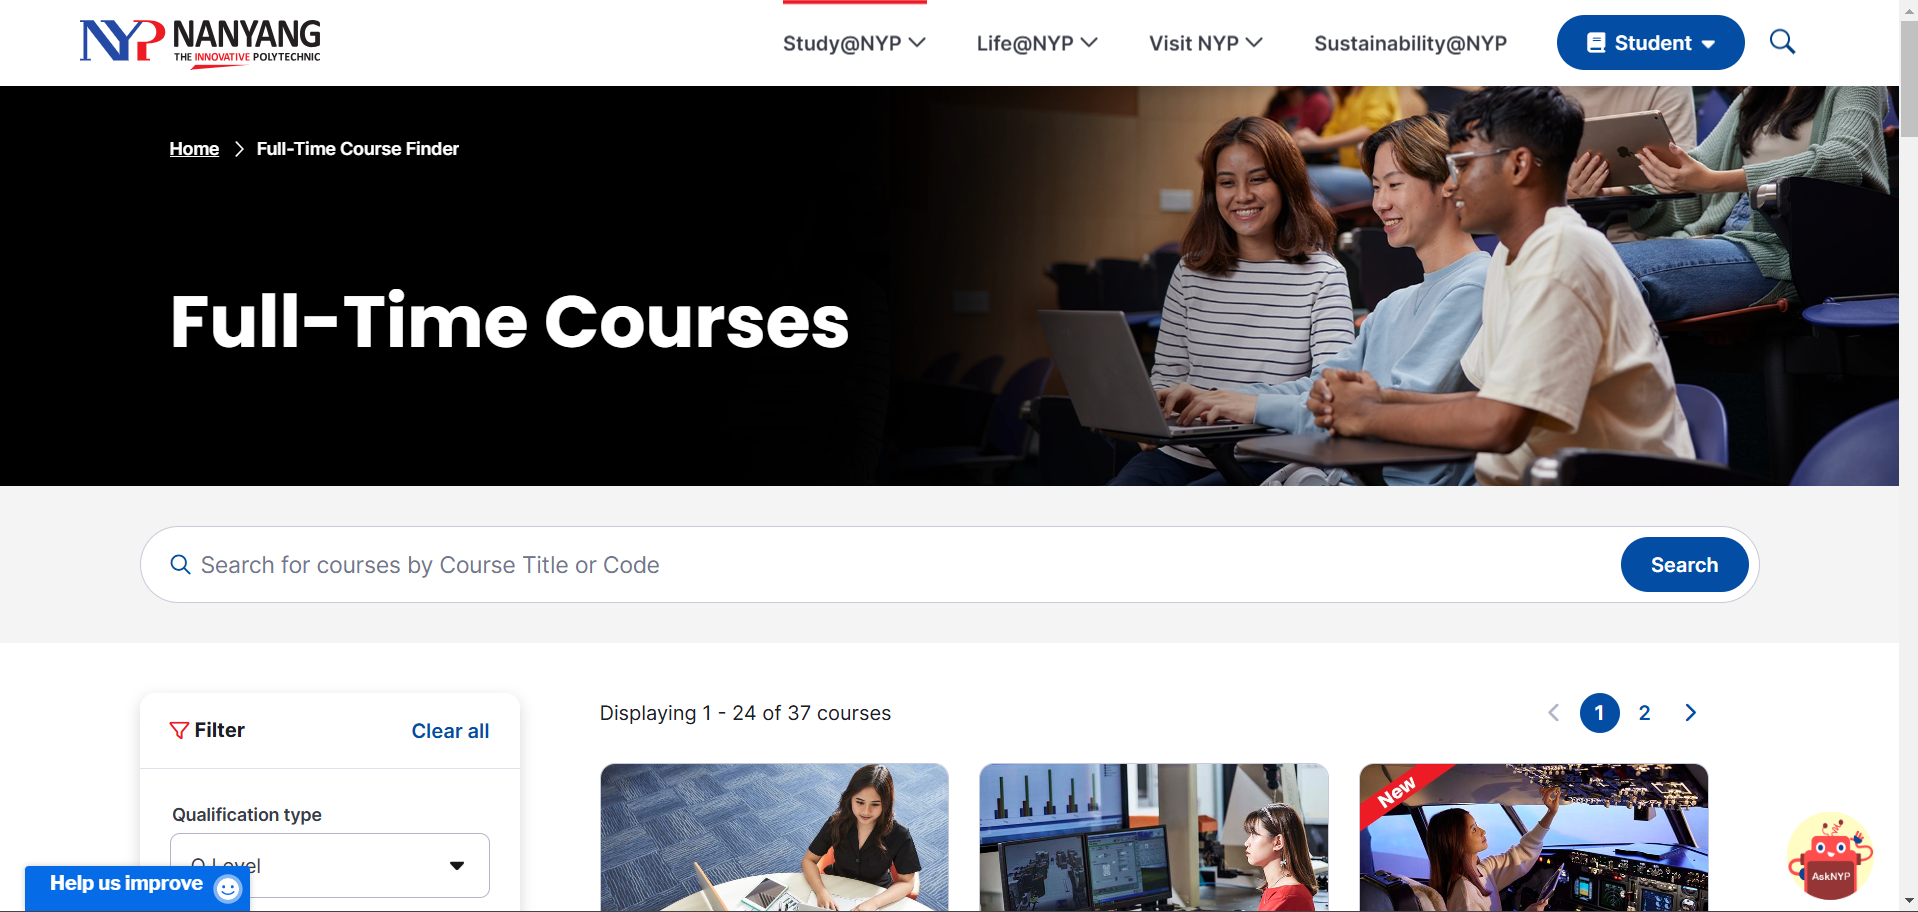 NYP NANYANG
THE INNOVATIVE POLYTECHNIC
Study@NYP
Life@NYP
Visit NYP
Sustainability@NYP
Student
Home > Full-Time Course Finder
Full-Time Courses
Search for courses by Course Title or Code
Search
Filter
Clear all
Displaying 1 - 24 of 37 courses
1
2
New
Qualification type
O Level
Help us improve
AskNYP